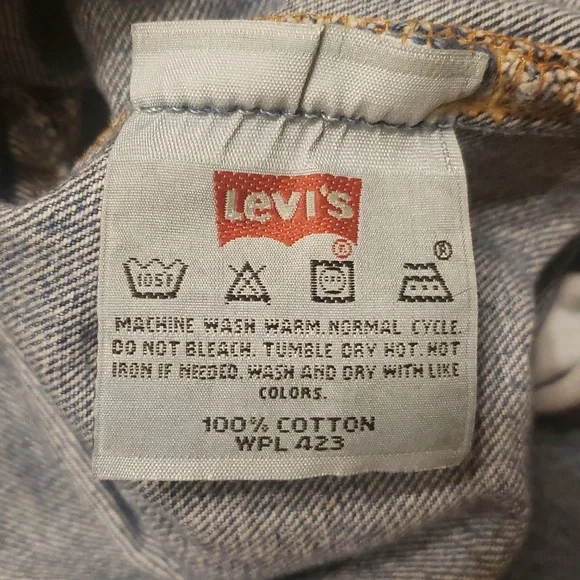 Levi's
®
®
105F
MACHINE WASH WARM. NORMAL CYCLE.
DO NOT BLEACH. TUMBLE DRY HOT. HOT
IRON IF NEEDED. WASH AND DRY WITH LIKE
COLORS.
100% COTTON
WPL 423